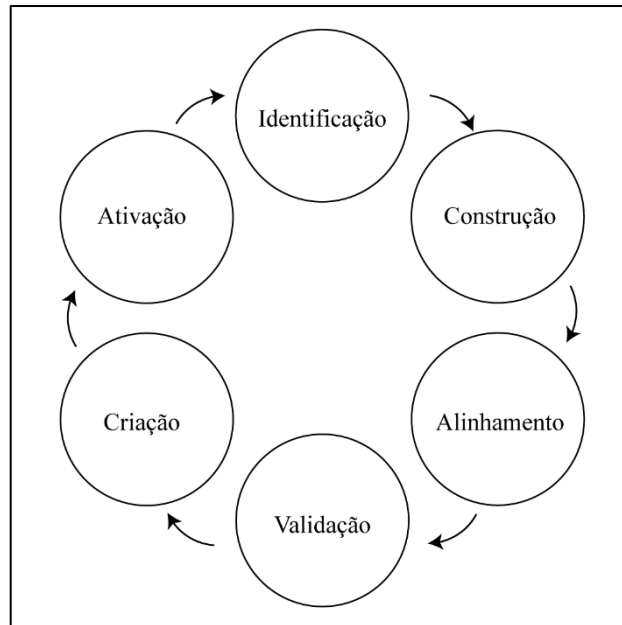 Identificação
Construção
Alinhamento
Validação
Criação
Ativação